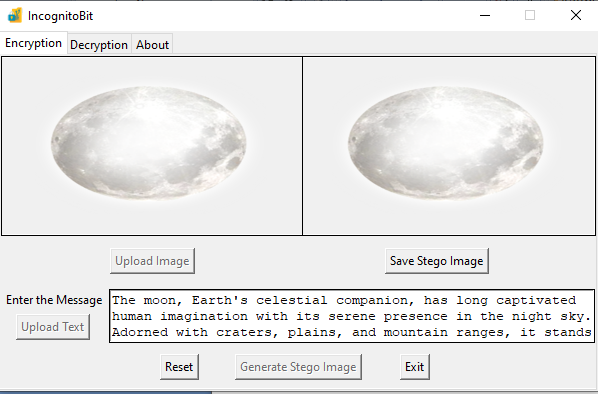 IncognitoBit
Encryption Decryption About
Upload Image Save Stego Image
Enter the Message
Upload Text
The moon, Earth's celestial companion, has long captivated
human imagination with its serene presence in the night sky.
Adorned with craters, plains, and mountain ranges, it stands
Reset Generate Stego Image Exit